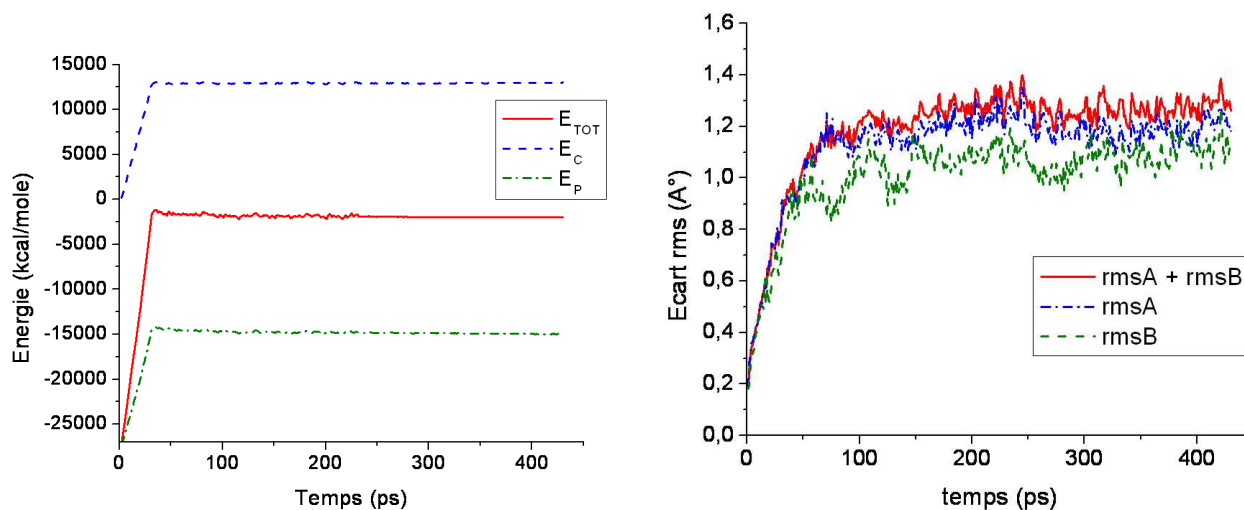 15000
10000
5000
0
-5000
-10000
-15000
-20000
-25000
0
100
200
300
400
Energie (kcal/mole)
Temps (ps)
E_TOT
E_C
E_P
1,6
1,4
1,2
1,0
0,8
0,6
0,4
0,2
0,0
0
100
200
300
400
Ecart rms (A°)
temps (ps)
rmsA + rmsB
rmsA
rmsB